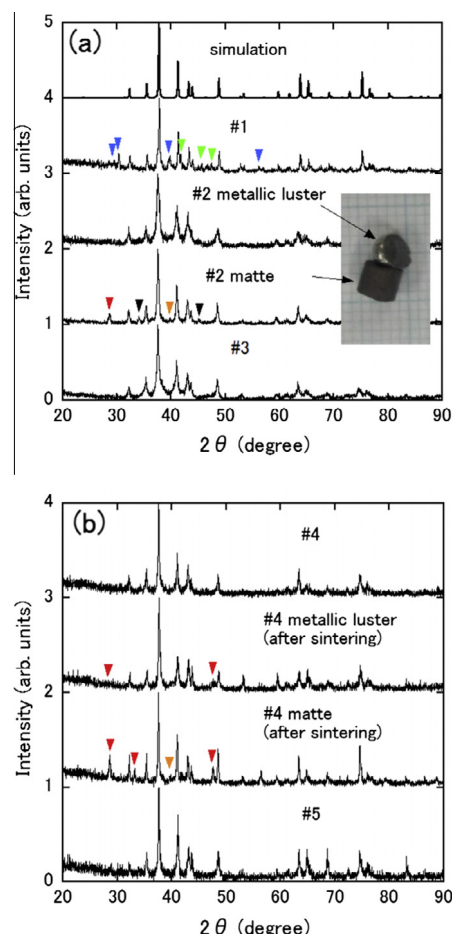 5
(a)
simulation
4
#1
3
#2 metallic luster
2
#2 matte
1
#3
0
20 30 40 50 60 70 80 90
2θ (degree)
Intensity (arb. units)
4
(b)
#4
3
#4 metallic luster
(after sintering)
2
#4 matte
(after sintering)
1
#5
0
20 30 40 50 60 70 80 90
2θ (degree)
Intensity (arb. units)